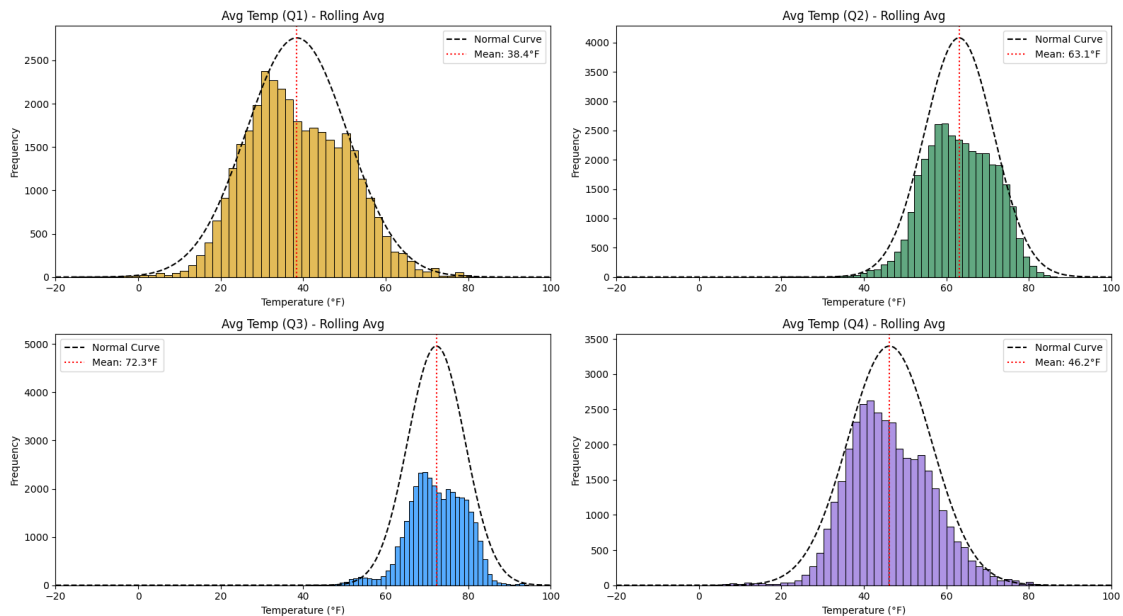 Avg Temp (Q1) - Rolling Avg
Normal Curve
Mean: 38.4°F
Frequency
2500
2000
1500
1000
500
0
-20 0 20 40 60 80 100
Temperature (°F)
Avg Temp (Q2) - Rolling Avg
Normal Curve
Mean: 63.1°F
Frequency
4000
3500
3000
2500
2000
1500
1000
500
0
-20 0 20 40 60 80 100
Temperature (°F)
Avg Temp (Q3) - Rolling Avg
Normal Curve
Mean: 72.3°F
Frequency
5000
4000
3000
2000
1000
0
-20 0 20 40 60 80 100
Temperature (°F)
Avg Temp (Q4) - Rolling Avg
Normal Curve
Mean: 46.2°F
Frequency
3500
3000
2500
2000
1500
1000
500
0
-20 0 20 40 60 80 100
Temperature (°F)